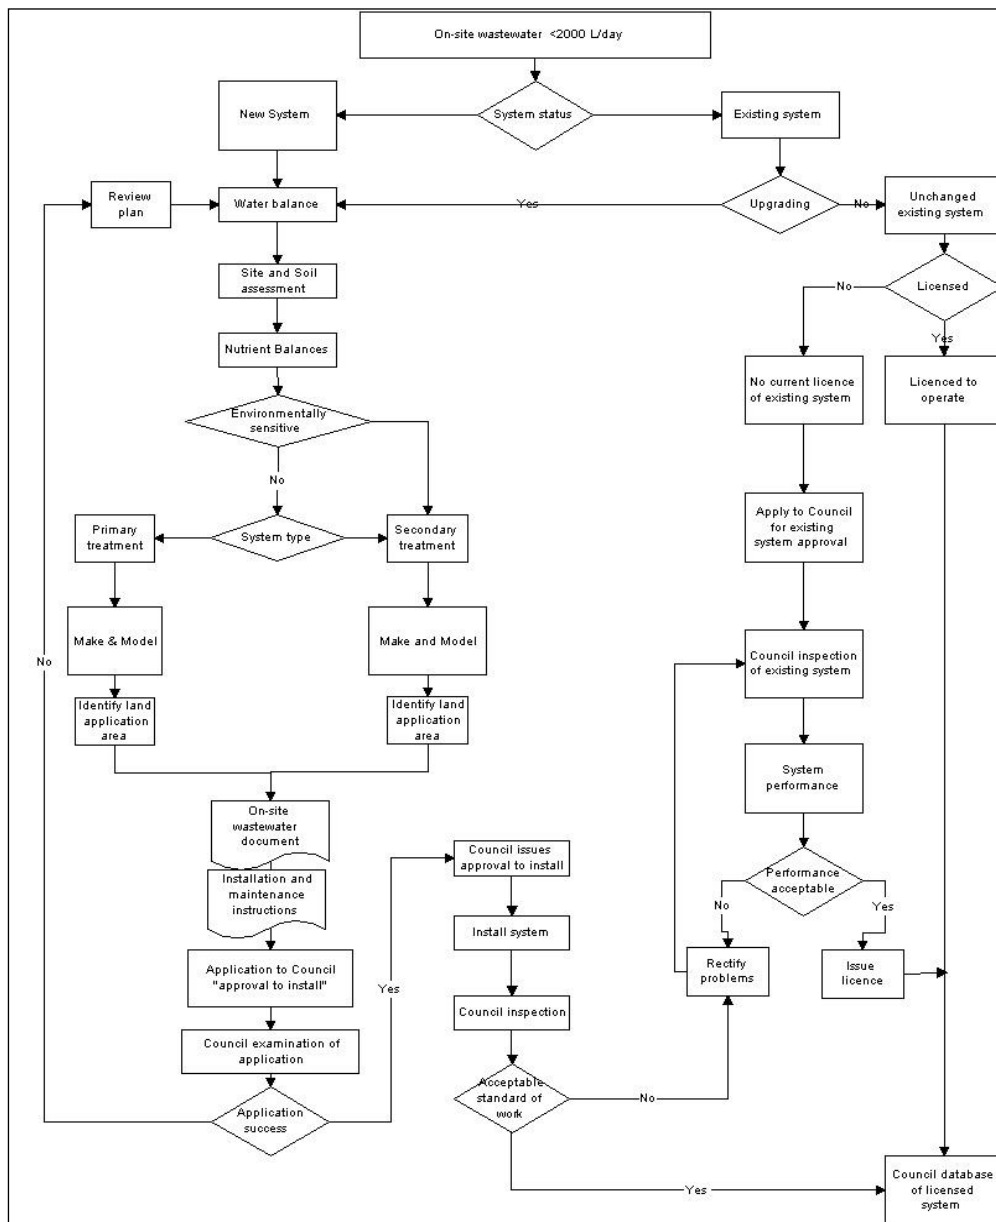 On-site wastewater <2000 L/day
System status
New System
Existing system
Review
plan
Water balance
Yes
Upgrading
No
Unchanged
existing system
Site and Soil
assessment
Licensed
No
Yes
Nutrient Balances
No current licence
of existing system
Licenced to
operate
Environmentally
sensitive
No
Primary
treatment
System type
Secondary
treatment
Apply to Council
for existing
system approval
Make & Model
Make and Model
No
Council inspection
of existing system
Identify land
application
area
Identify land
application
area
System
performance
On-site
wastewater
document
Council issues
approval to install
Performance
acceptable
Installation and
maintenance
instructions
No
Yes
Install system
Application to Council
"approval to install"
Yes
Rectify
problems
Issue
licence
Council inspection
Council examination of
application
Acceptable
standard of
work
No
Application
success
Yes
Council database
of licensed
system